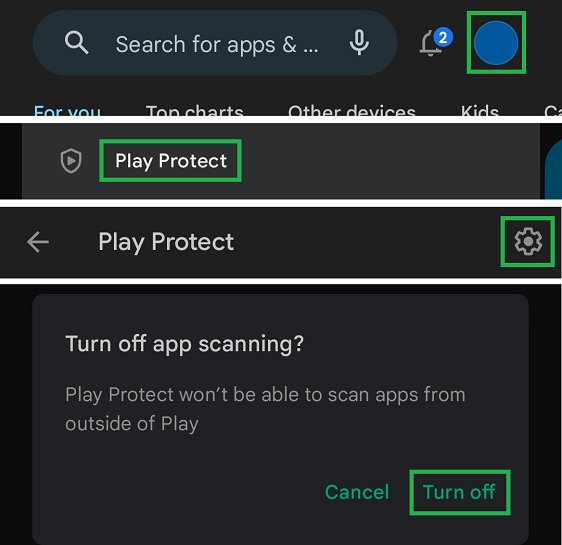 Search for apps & ...
2
For you Top charts Other devices Kids
Play Protect
Play Protect
Turn off app scanning?
Play Protect won't be able to scan apps from
outside of Play
Cancel Turn off